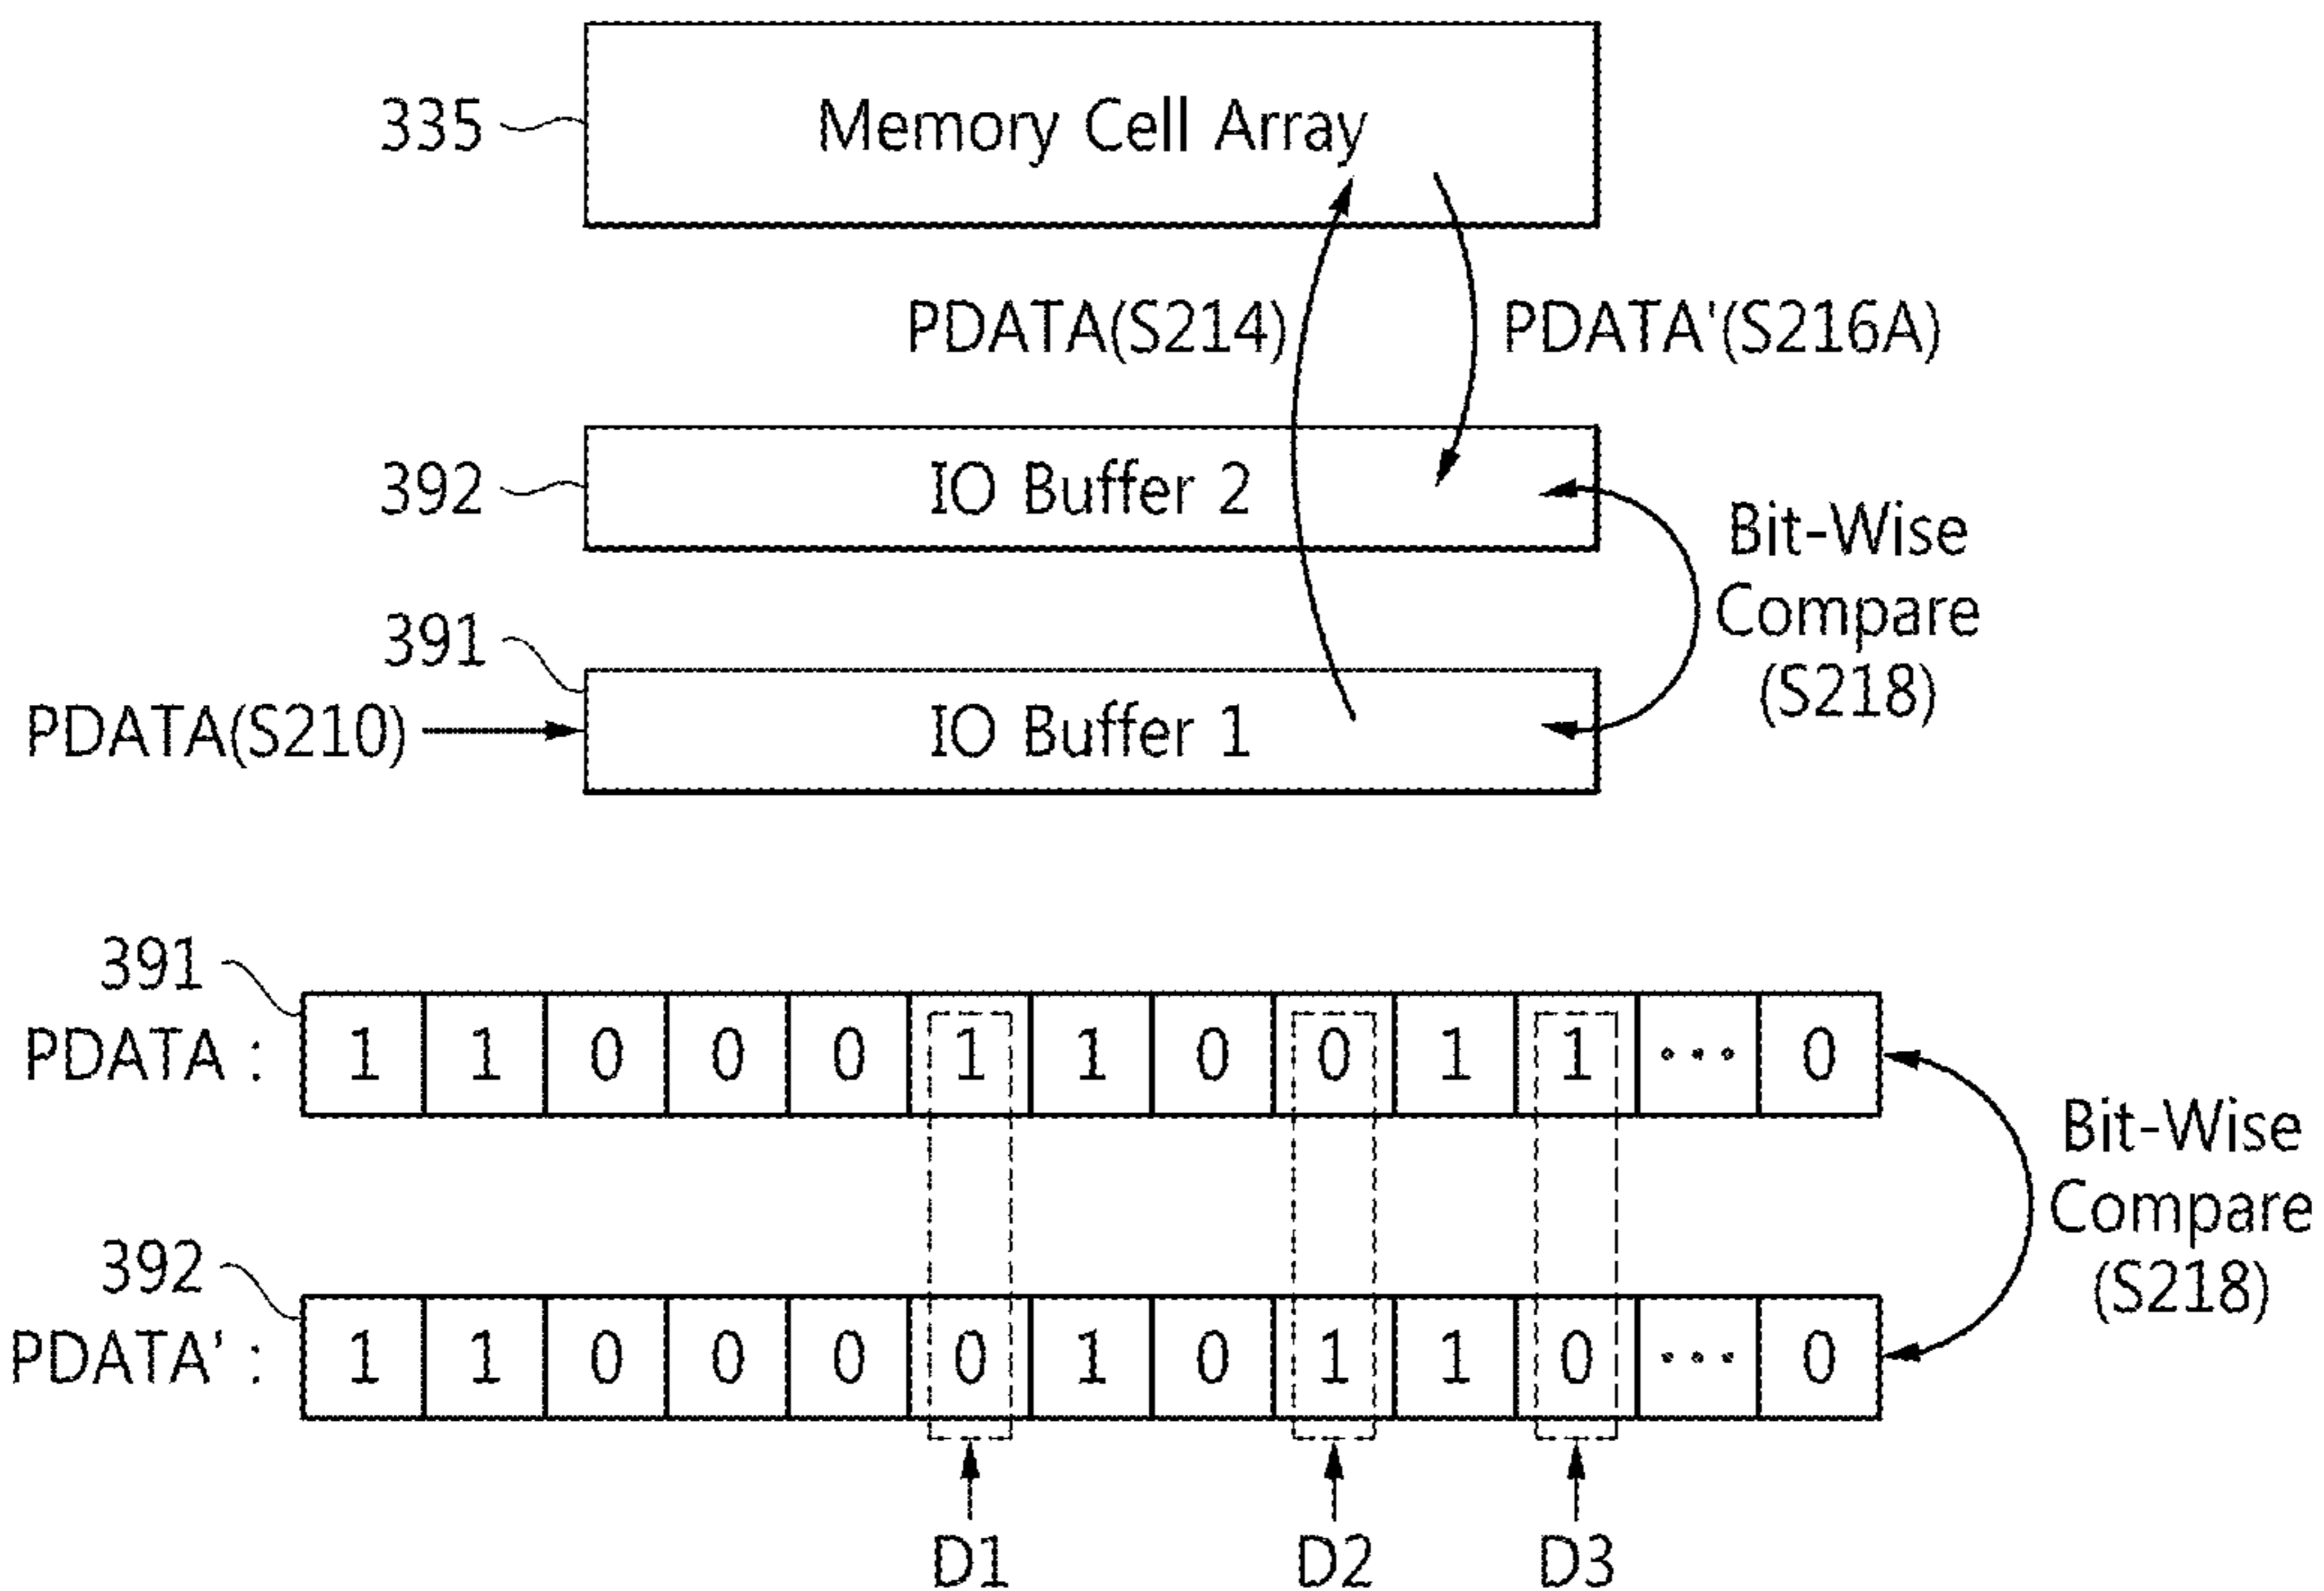 335
Memory Cell Array
PDATA(S214)
PDATA'(S216A)
392
IO Buffer 2
Bit-Wise
Compare
(S218)
391
PDATA(S210)
IO Buffer 1
391
PDATA : 1 1 0 0 0 1 1 0 0 1 1 ... 0
Bit-Wise
Compare
(S218)
392
PDATA' : 1 1 0 0 0 0 1 0 1 1 0 ... 0
D1 D2 D3